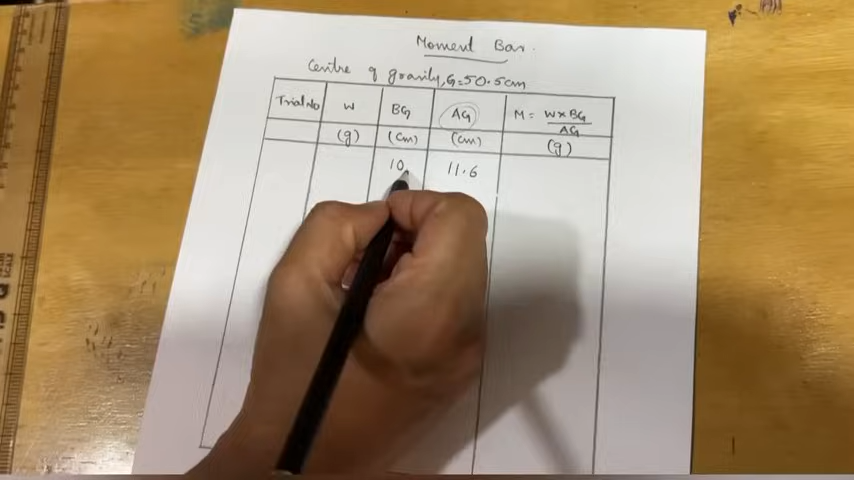 Moment Bar.
Centre of gravity, G=50.5cm
Trial No W BG AG M = W×BG/AG
(g) (cm) (cm) (g)
10. 11.6